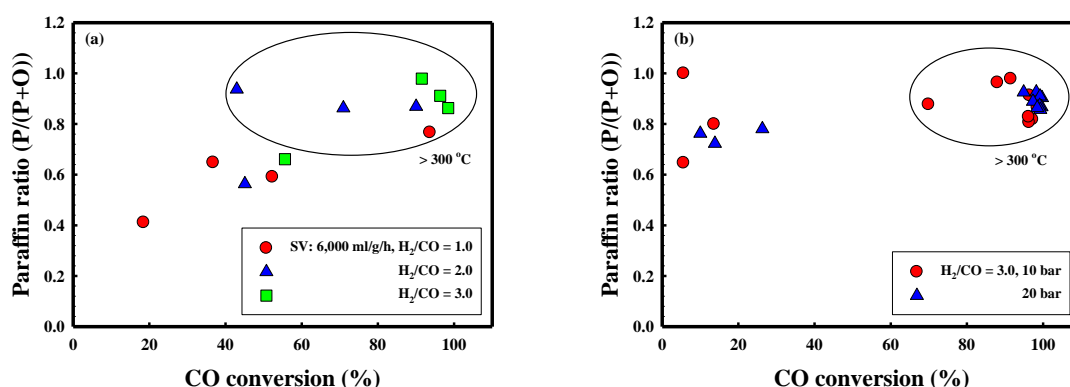 (a)
1.2
1.0
0.8
0.6
0.4
0.2
0.0
Paraffin ratio (P/(P+O))
> 300 °C
SV: 6,000 ml/g/h, H₂/CO = 1.0
H₂/CO = 2.0
H₂/CO = 3.0
0 20 40 60 80 100
CO conversion (%)
(b)
1.2
1.0
0.8
0.6
0.4
0.2
0.0
Paraffin ratio (P/(P+O))
> 300 °C
H₂/CO = 3.0, 10 bar
20 bar
0 20 40 60 80 100
CO conversion (%)